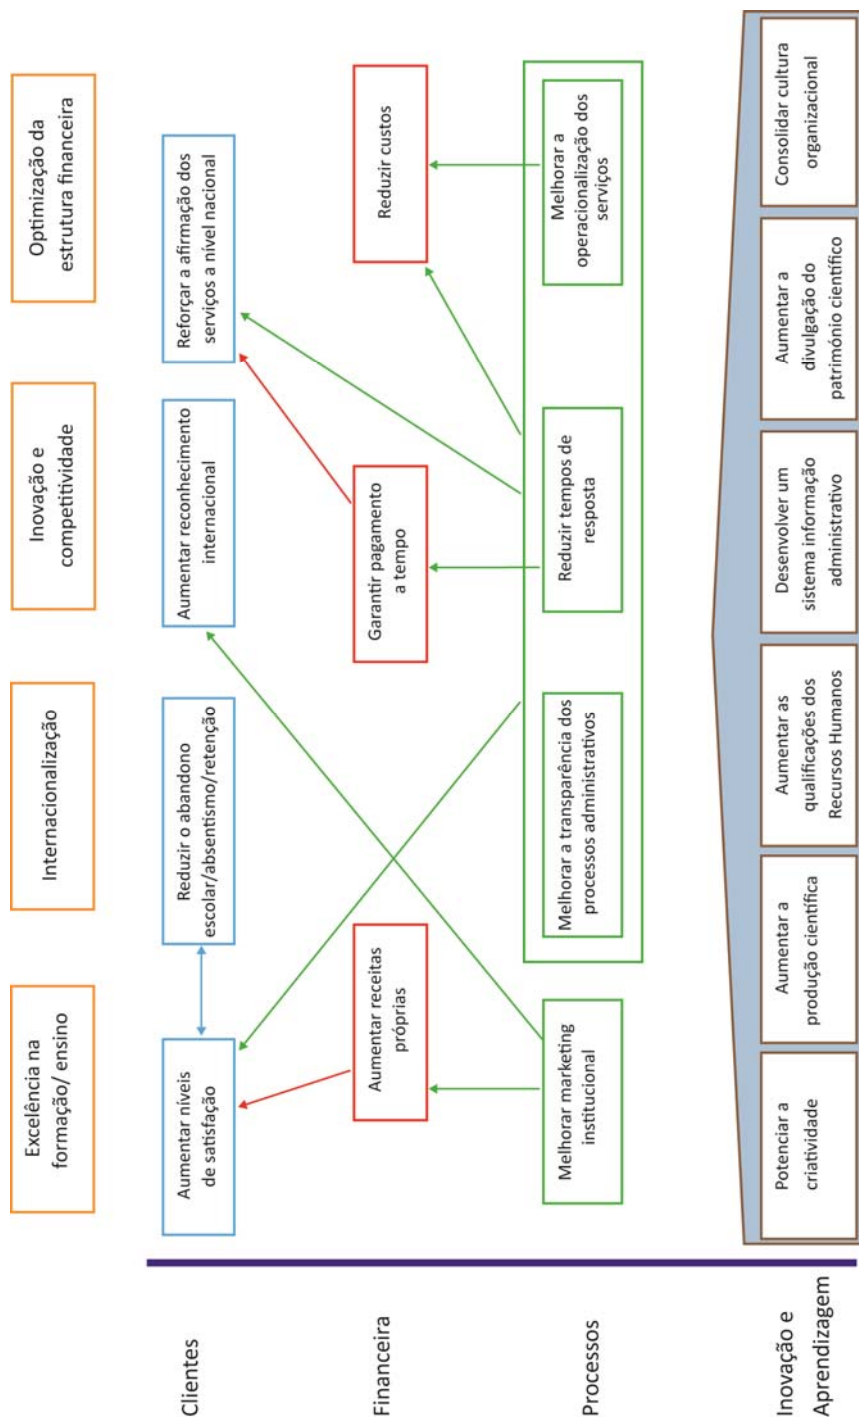 Excelência na
formação/ ensino
Internacionalização
Inovação e
competitividade
Optimização da
estrutura financeira
Clientes
Aumentar níveis
de satisfação
Reduzir o abandono
escolar/absentismo/retenção
Aumentar reconhecimento
internacional
Reforçar a afirmação dos
serviços a nível nacional
Financeira
Aumentar receitas
próprias
Garantir pagamento
a tempo
Reduzir custos
Processos
Melhorar marketing
institucional
Melhorar a transparência dos
processos administrativos
Reduzir tempos de
resposta
Melhorar a
operacionalização dos
serviços
Inovação e
Aprendizagem
Potenciar a
criatividade
Aumentar a
produção científica
Aumentar as
qualificações dos
Recursos Humanos
Desenvolver um
sistema informação
administrativo
Aumentar a
divulgação do
património científico
Consolidar cultura
organizacional